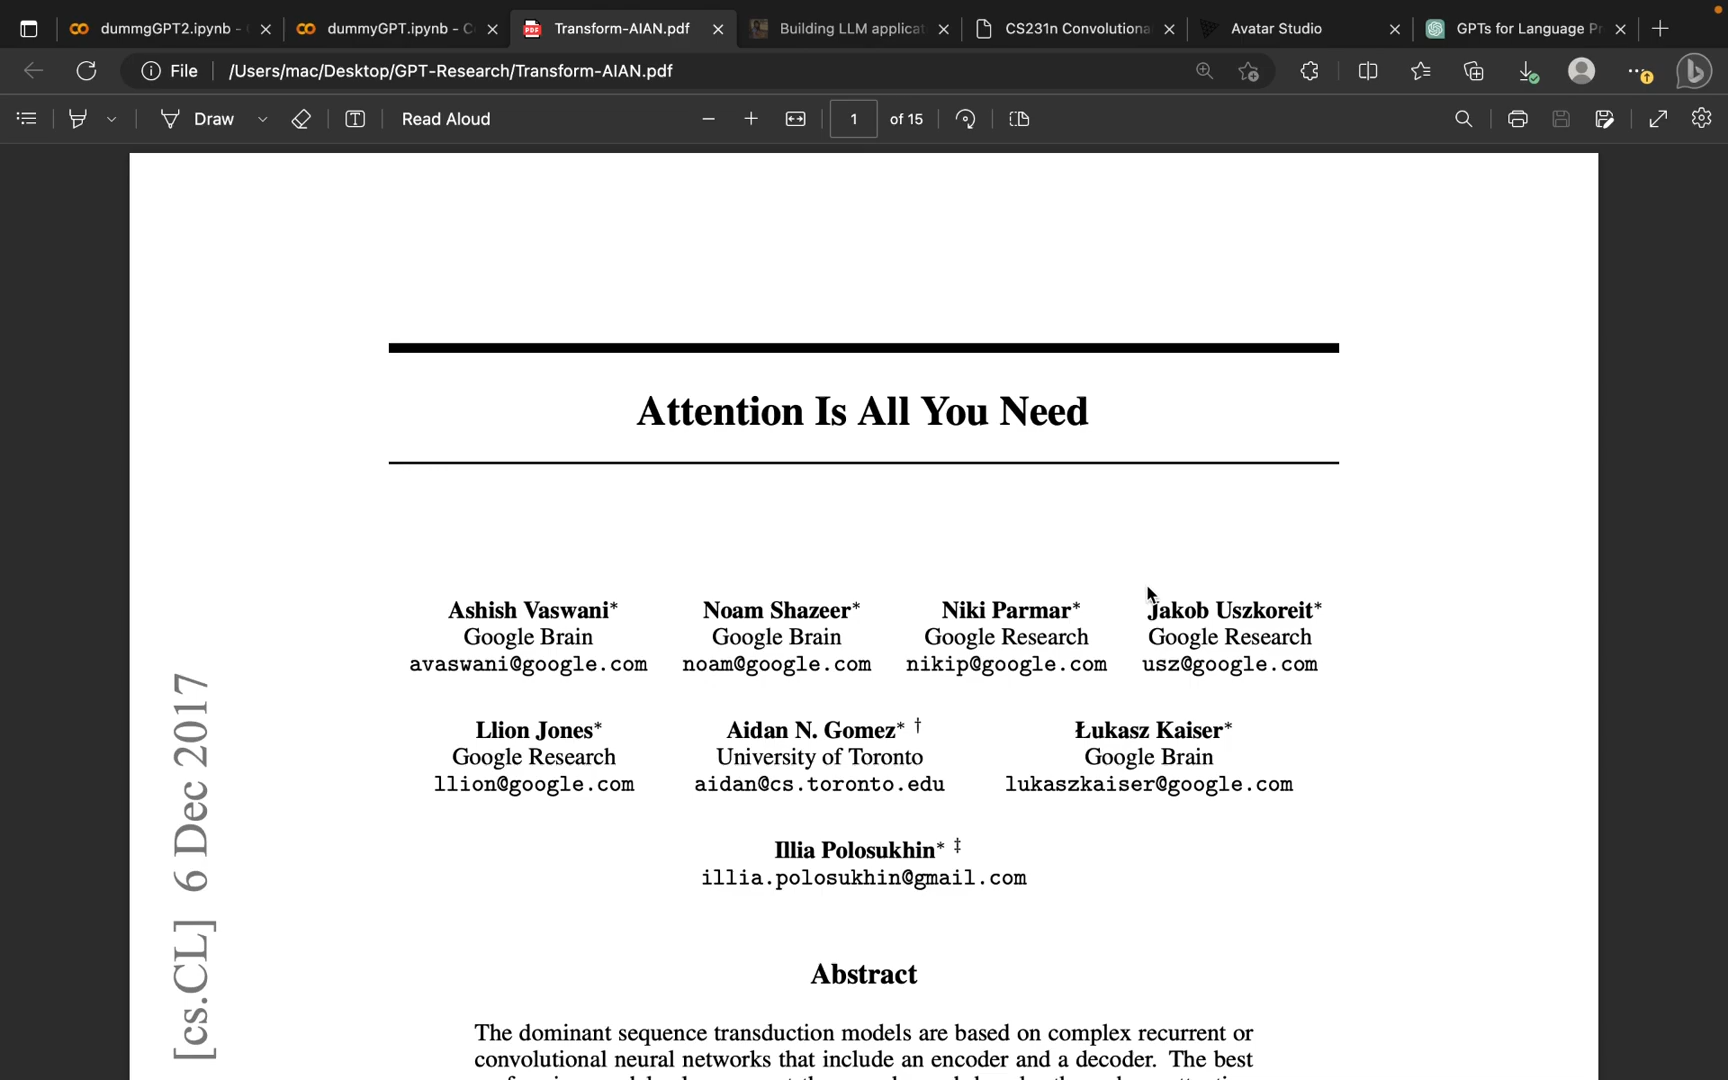 dummgGPT2.ipynb -
dummyGPT.ipynb - C
Transform-AIAN.pdf
Building LLM applicat
CS231n Convolutiona
Avatar Studio
GPTs for Language Pr
File
/Users/mac/Desktop/GPT-Research/Transform-AIAN.pdf
Draw
Read Aloud
1 of 15
Attention Is All You Need
Ashish Vaswani*
Google Brain
avaswani@google.com
Noam Shazeer*
Google Brain
noam@google.com
Niki Parmar*
Google Research
nikip@google.com
Jakob Uszkoreit*
Google Research
usz@google.com
Llion Jones*
Google Research
llion@google.com
Aidan N. Gomez* †
University of Toronto
aidan@cs.toronto.edu
Łukasz Kaiser*
Google Brain
lukaszkaiser@google.com
Illia Polosukhin* ‡
illia.polosukhin@gmail.com
[cs.CL] 6 Dec 2017
Abstract
The dominant sequence transduction models are based on complex recurrent or
convolutional neural networks that include an encoder and a decoder. The best